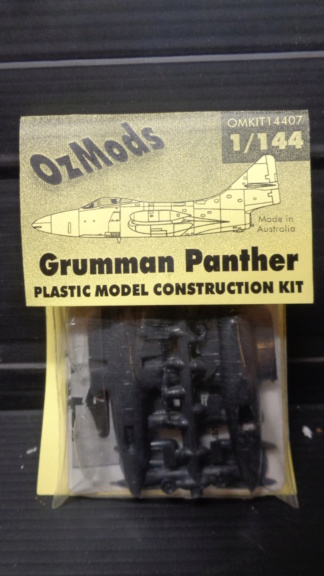 OzMods
OMKIT14407
1/144
Made in
Australia
Grumman Panther
PLASTIC MODEL CONSTRUCTION KIT